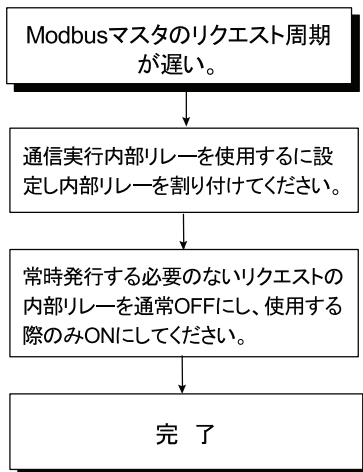 Modbusマスタのリクエスト周期
が遅い。
通信実行内部リレーを使用するに設
定し内部リレーを割り付けてください。
常時発行する必要のないリクエストの
内部リレーを通常OFFにし、使用する
際のみONにしてください。
完 了